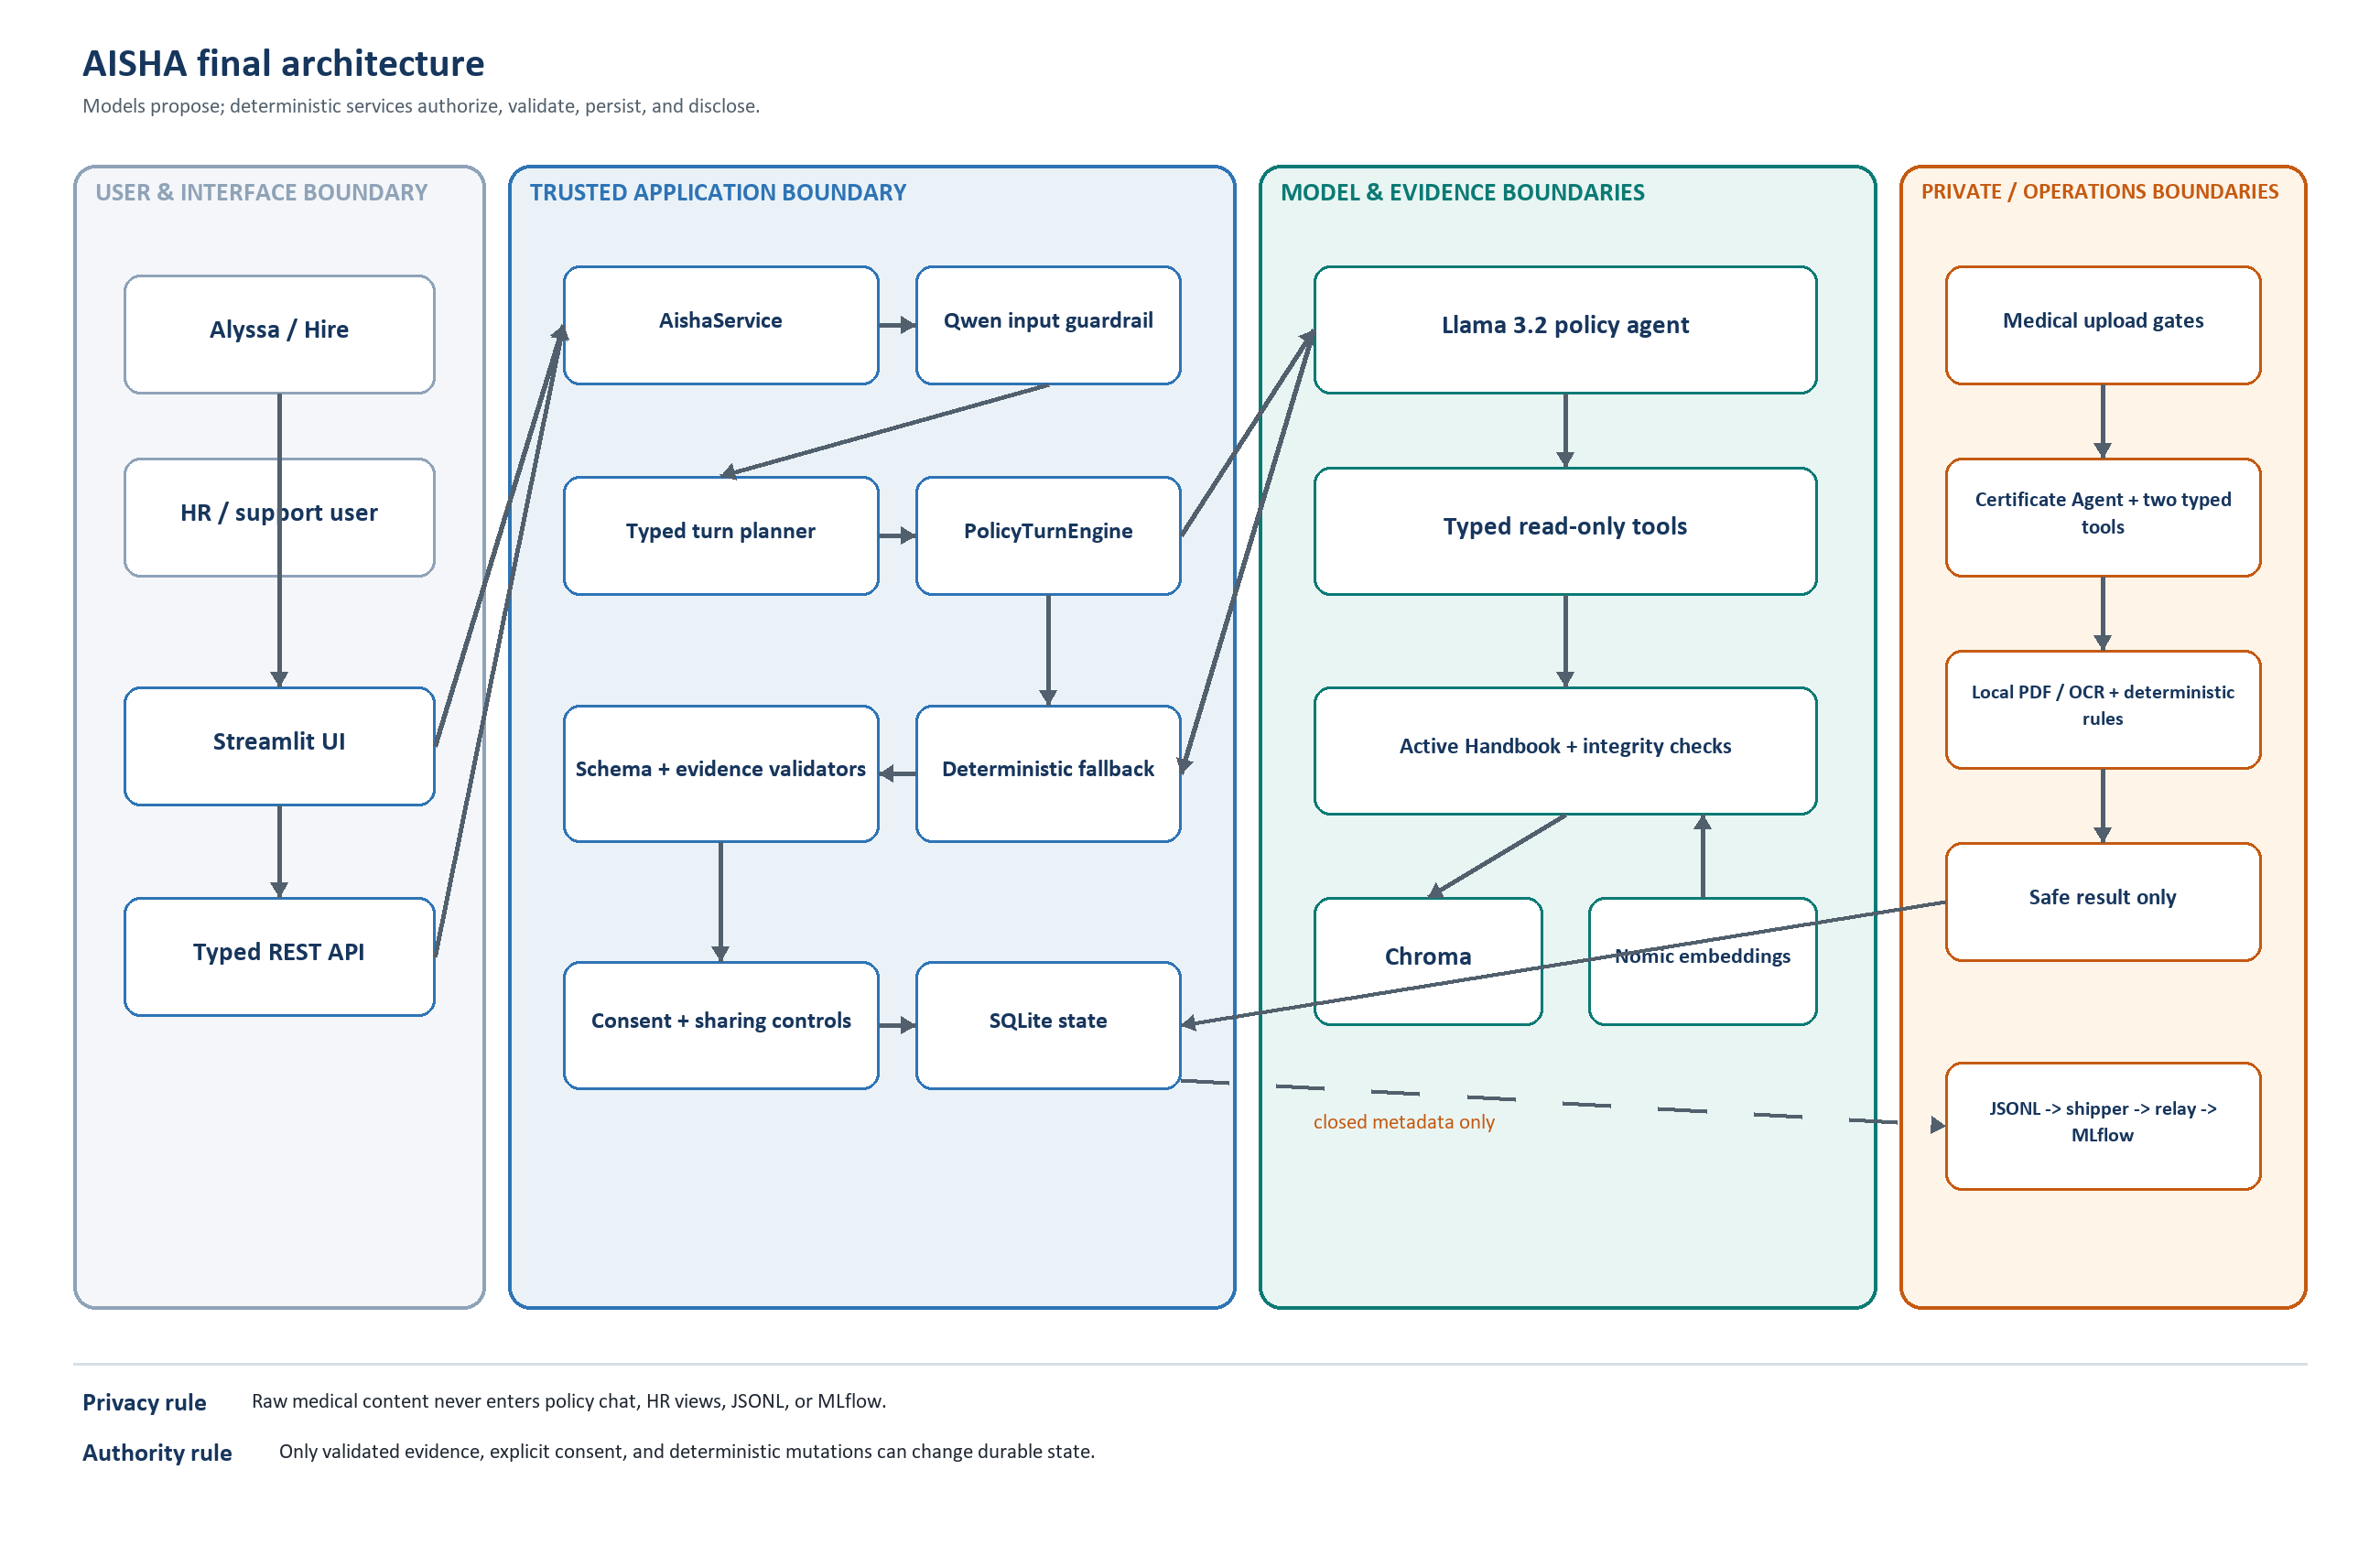 AISHA final architecture
Models propose; deterministic services authorize, validate, persist, and disclose.
USER & INTERFACE BOUNDARY
Alyssa / Hire
HR / support user
Streamlit UI
Typed REST API
TRUSTED APPLICATION BOUNDARY
AishaService
Qwen input guardrail
Typed turn planner
PolicyTurnEngine
Schema + evidence validators
Deterministic fallback
Consent + sharing controls
SQLite state
MODEL & EVIDENCE BOUNDARIES
Llama 3.2 policy agent
Typed read-only tools
Active Handbook + integrity checks
Chroma
Nomic embeddings
closed metadata only
PRIVATE / OPERATIONS BOUNDARIES
Medical upload gates
Certificate Agent + two typed
tools
Local PDF / OCR + deterministic
rules
Safe result only
JSONL -> shipper -> relay ->
MLflow
Privacy rule Raw medical content never enters policy chat, HR views, JSONL, or MLflow.
Authority rule Only validated evidence, explicit consent, and deterministic mutations can change durable state.